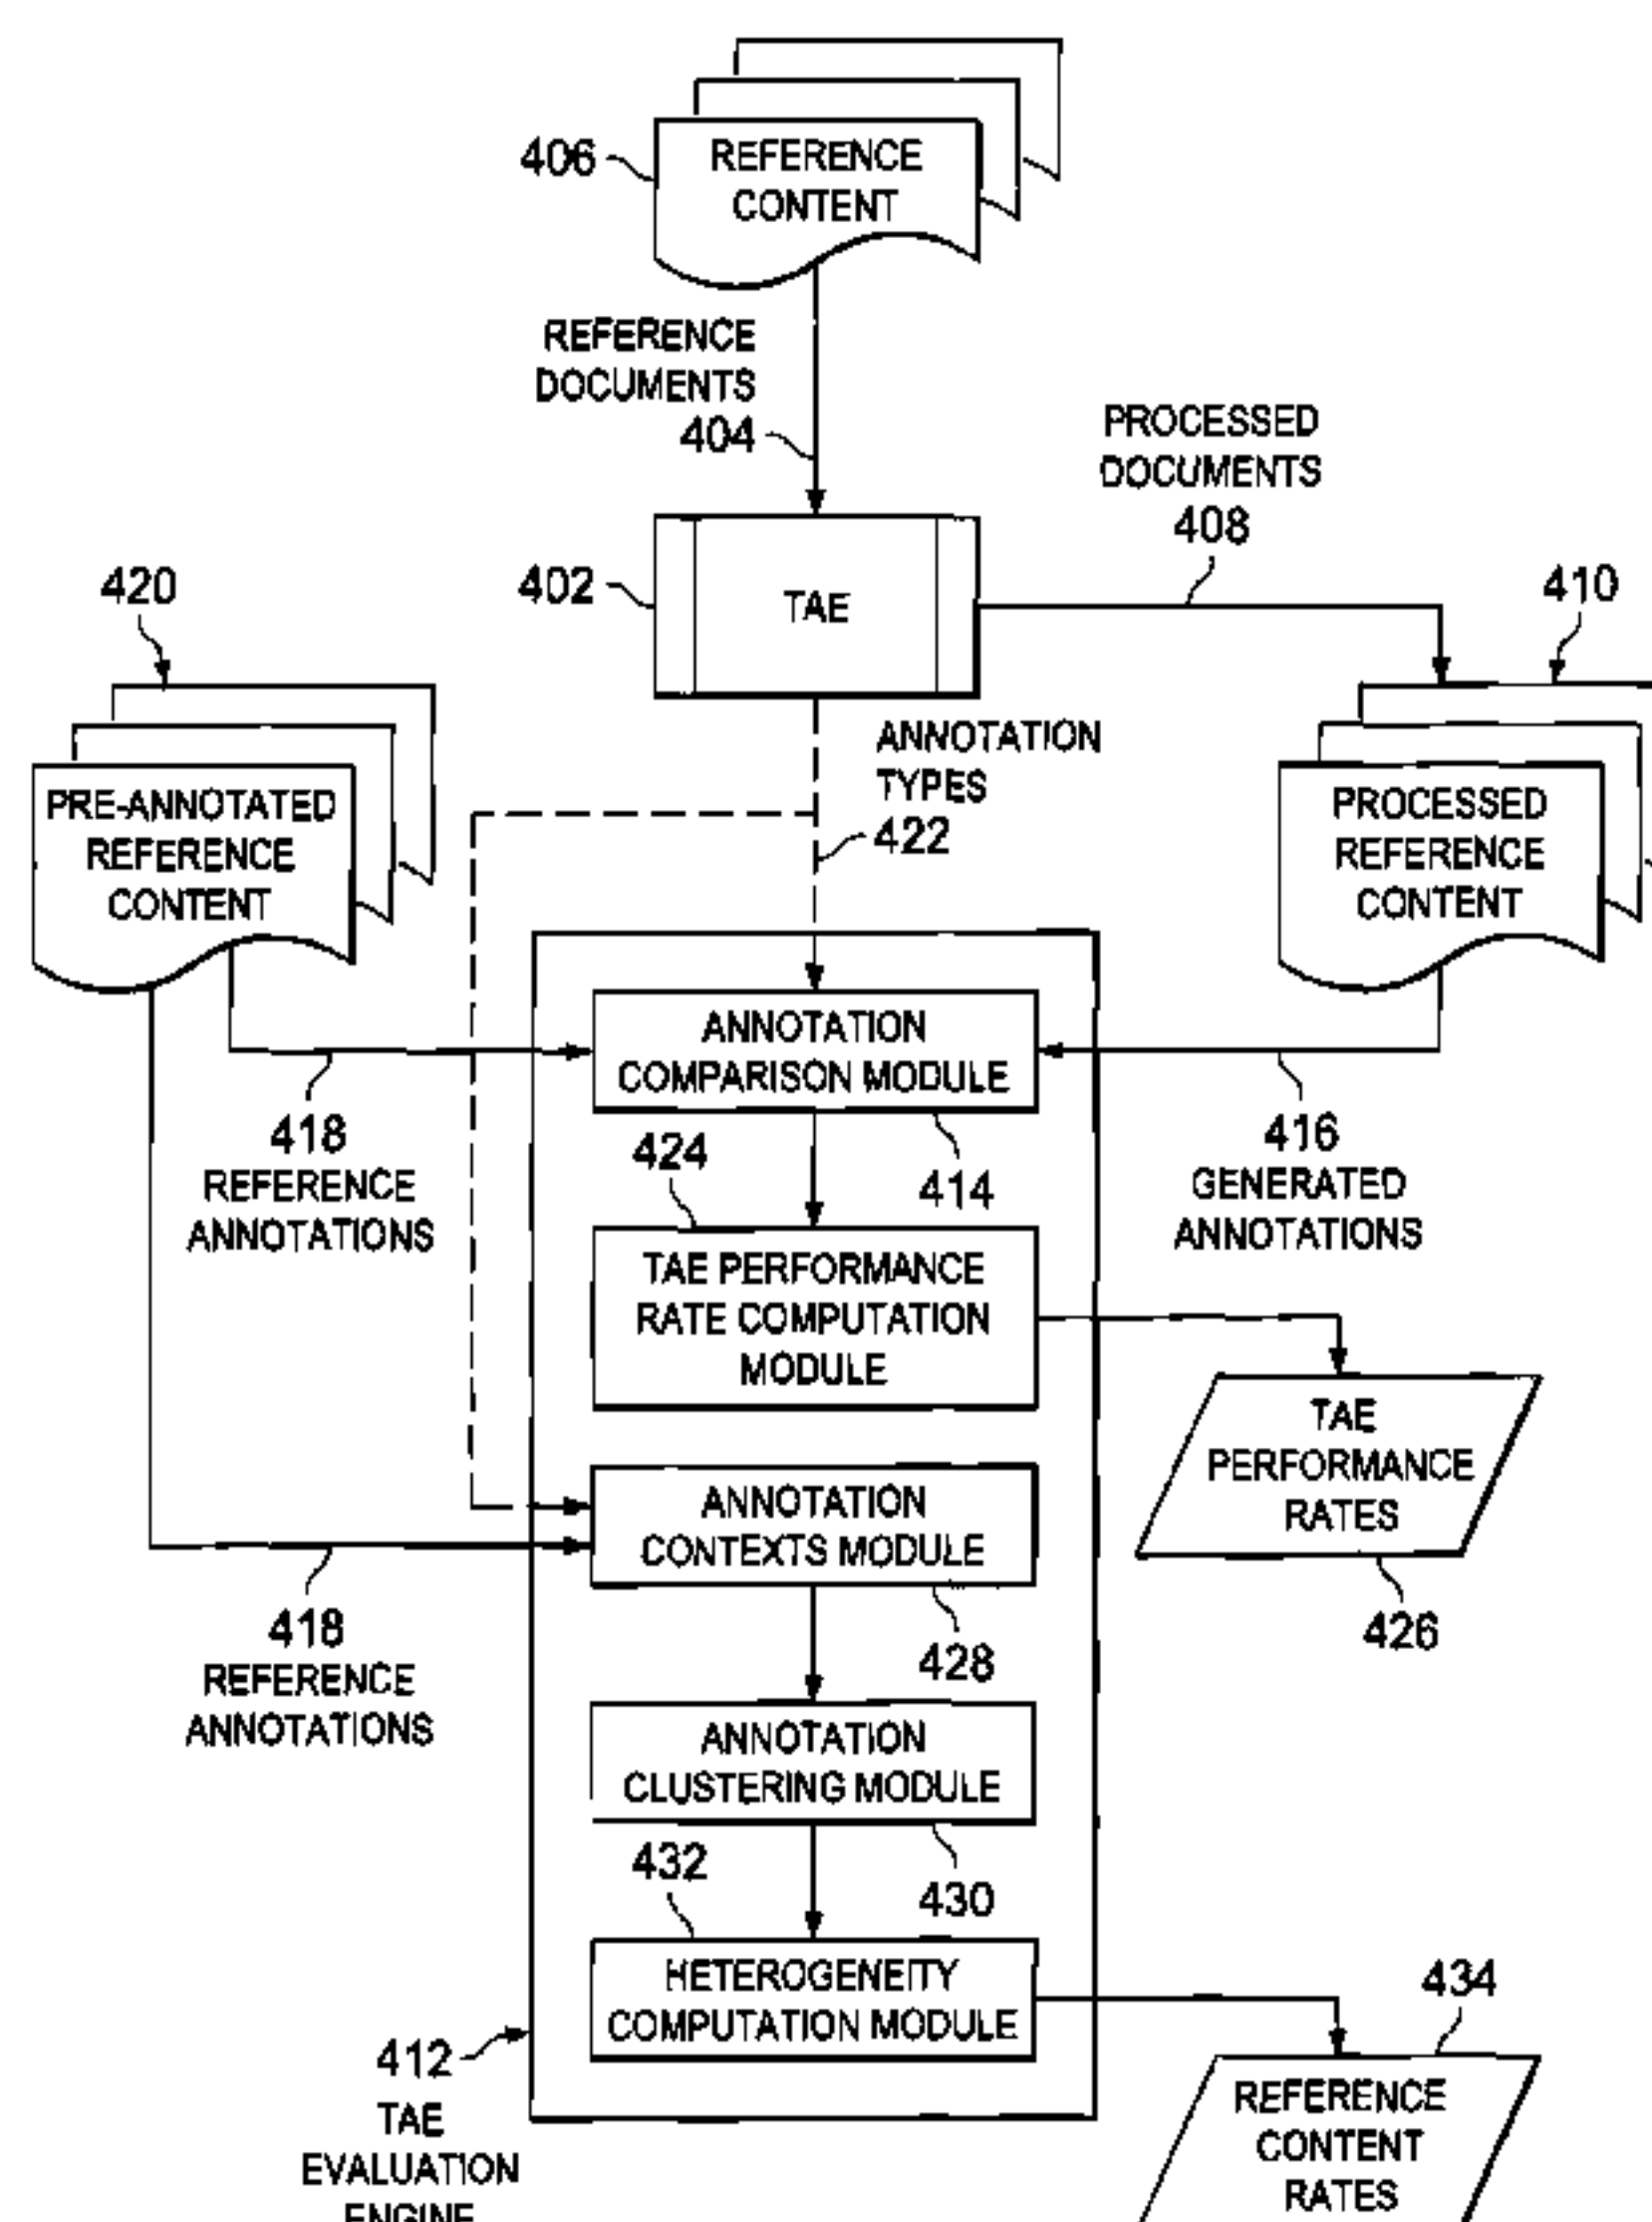 406
REFERENCE
CONTENT
REFERENCE
DOCUMENTS
404
PROCESSED
DOCUMENTS
408
402
TAE
420
410
ANNOTATION
TYPES
422
PRE-ANNOTATED
REFERENCE
CONTENT
PROCESSED
REFERENCE
CONTENT
ANNOTATION
COMPARISON MODULE
418
REFERENCE
ANNOTATIONS
424
414
416
GENERATED
ANNOTATIONS
TAE PERFORMANCE
RATE COMPUTATION
MODULE
TAE
PERFORMANCE
RATES
426
ANNOTATION
CONTEXTS MODULE
418
REFERENCE
ANNOTATIONS
428
ANNOTATION
CLUSTERING MODULE
432
430
HETEROGENEITY
COMPUTATION MODULE
434
412
TAE
EVALUATION
ENGINE
REFERENCE
CONTENT
RATES